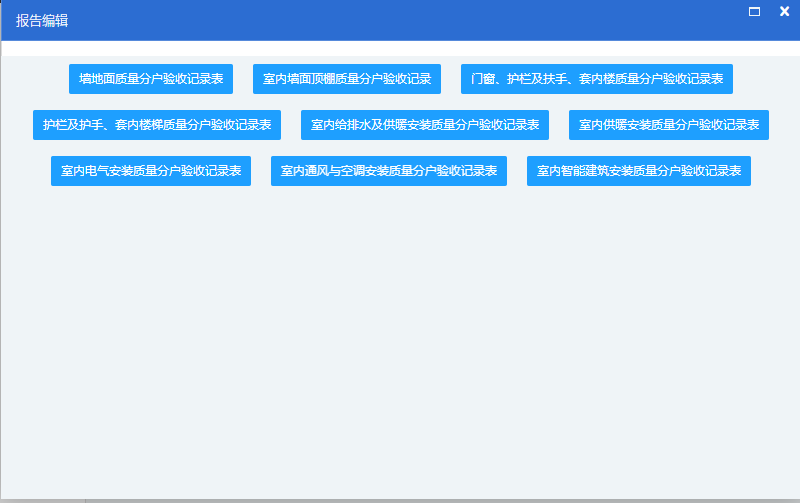 报告编辑
墙地面质量分户验收记录表 室内墙面顶棚质量分户验收记录 门窗、护栏及扶手、套内楼质量分户验收记录表
护栏及护手、套内楼梯质量分户验收记录表 室内给排水及供暖安装质量分户验收记录表 室内供暖安装质量分户验收记录表
室内电气安装质量分户验收记录表 室内通风与空调安装质量分户验收记录表 室内智能建筑安装质量分户验收记录表